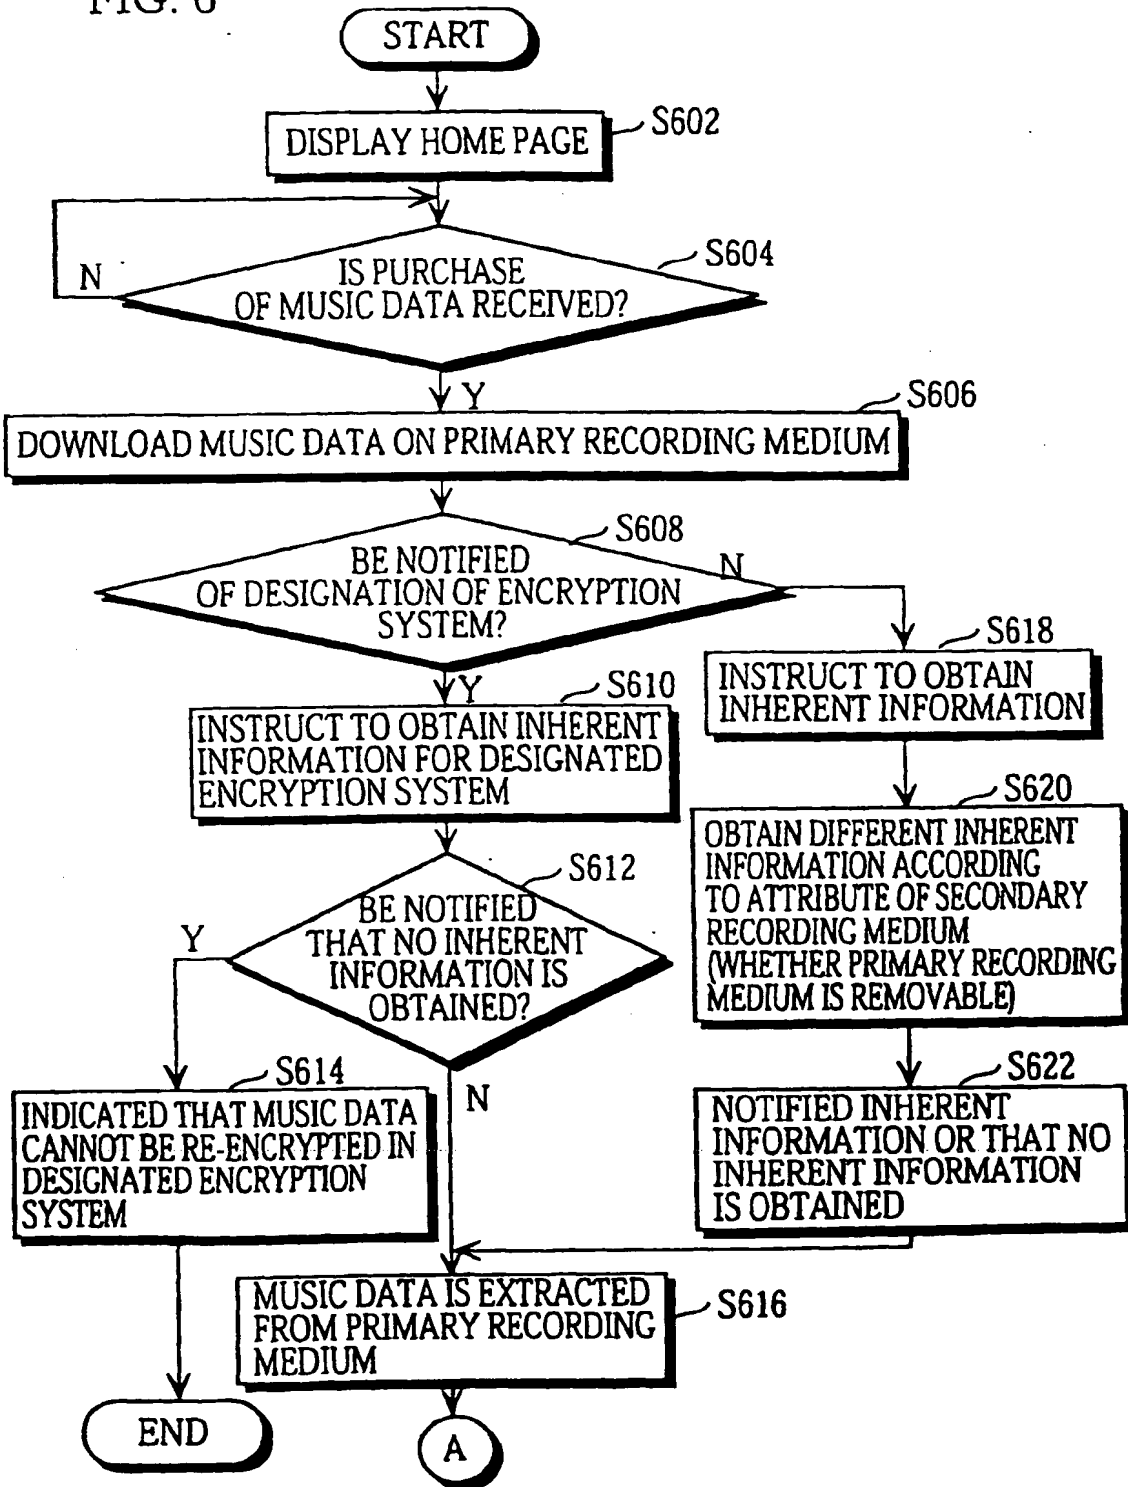 FIG. 6
START
DISPLAY HOME PAGE
S602
IS PURCHASE
OF MUSIC DATA RECEIVED?
S604
N
Y
S606
DOWNLOAD MUSIC DATA ON PRIMARY RECORDING MEDIUM
S608
BE NOTIFIED
OF DESIGNATION OF ENCRYPTION
SYSTEM?
N
Y
S610
INSTRUCT TO OBTAIN INHERENT
INFORMATION FOR DESIGNATED
ENCRYPTION SYSTEM
S618
INSTRUCT TO OBTAIN
INHERENT INFORMATION
S612
BE NOTIFIED
THAT NO INHERENT
INFORMATION IS
OBTAINED?
Y
N
S620
OBTAIN DIFFERENT INHERENT
INFORMATION ACCORDING
TO ATTRIBUTE OF SECONDARY
RECORDING MEDIUM
(WHETHER PRIMARY RECORDING
MEDIUM IS REMOVABLE)
S614
INDICATED THAT MUSIC DATA
CANNOT BE RE-ENCRYPTED IN
DESIGNATED ENCRYPTION
SYSTEM
S622
NOTIFIED INHERENT
INFORMATION OR THAT NO
INHERENT INFORMATION
IS OBTAINED
MUSIC DATA IS EXTRACTED
FROM PRIMARY RECORDING
MEDIUM
S616
END
A